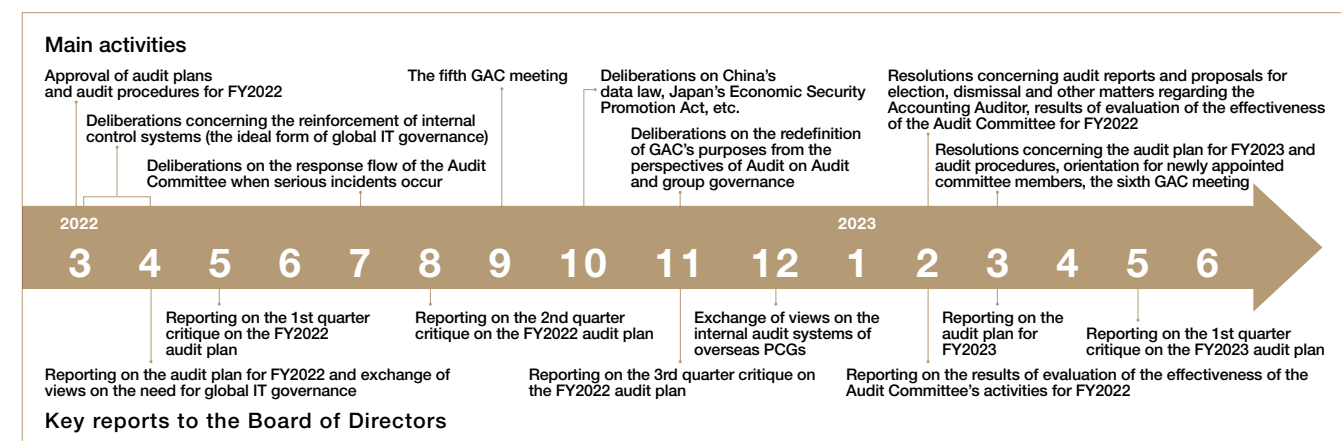 Main activities
Approval of audit plans
and audit procedures for FY2022
Deliberations concerning the reinforcement of internal
control systems (the ideal form of global IT governance)
Deliberations on the response flow of the Audit
Committee when serious incidents occur
The fifth GAC meeting
Deliberations on China's
data law, Japan's Economic Security
Promotion Act, etc.
Deliberations on the redefinition
of GAC's purposes from the
perspectives of Audit on Audit
and group governance
Resolutions concerning audit reports and proposals for
election, dismissal and other matters regarding the
Accounting Auditor, results of evaluation of the effectiveness
of the Audit Committee for FY2022
Resolutions concerning the audit plan for FY2023 and
audit procedures, orientation for newly appointed
committee members, the sixth GAC meeting
2022 2023
3 4 5 6 7 8 9 10 11 12 1 2 3 4 5 6
Reporting on the 1st quarter
critique on the FY2022
audit plan
Reporting on the audit plan for FY2022 and exchange of
views on the need for global IT governance
Reporting on the 2nd quarter
critique on the FY2022 audit plan
Reporting on the 3rd quarter critique on
the FY2022 audit plan
Exchange of views on the
internal audit systems of
overseas PCGs
Reporting on the
audit plan for
FY2023
Reporting on the 1st quarter
critique on the FY2023 audit plan
Reporting on the results of evaluation of the effectiveness of the
Audit Committee's activities for FY2022
Key reports to the Board of Directors